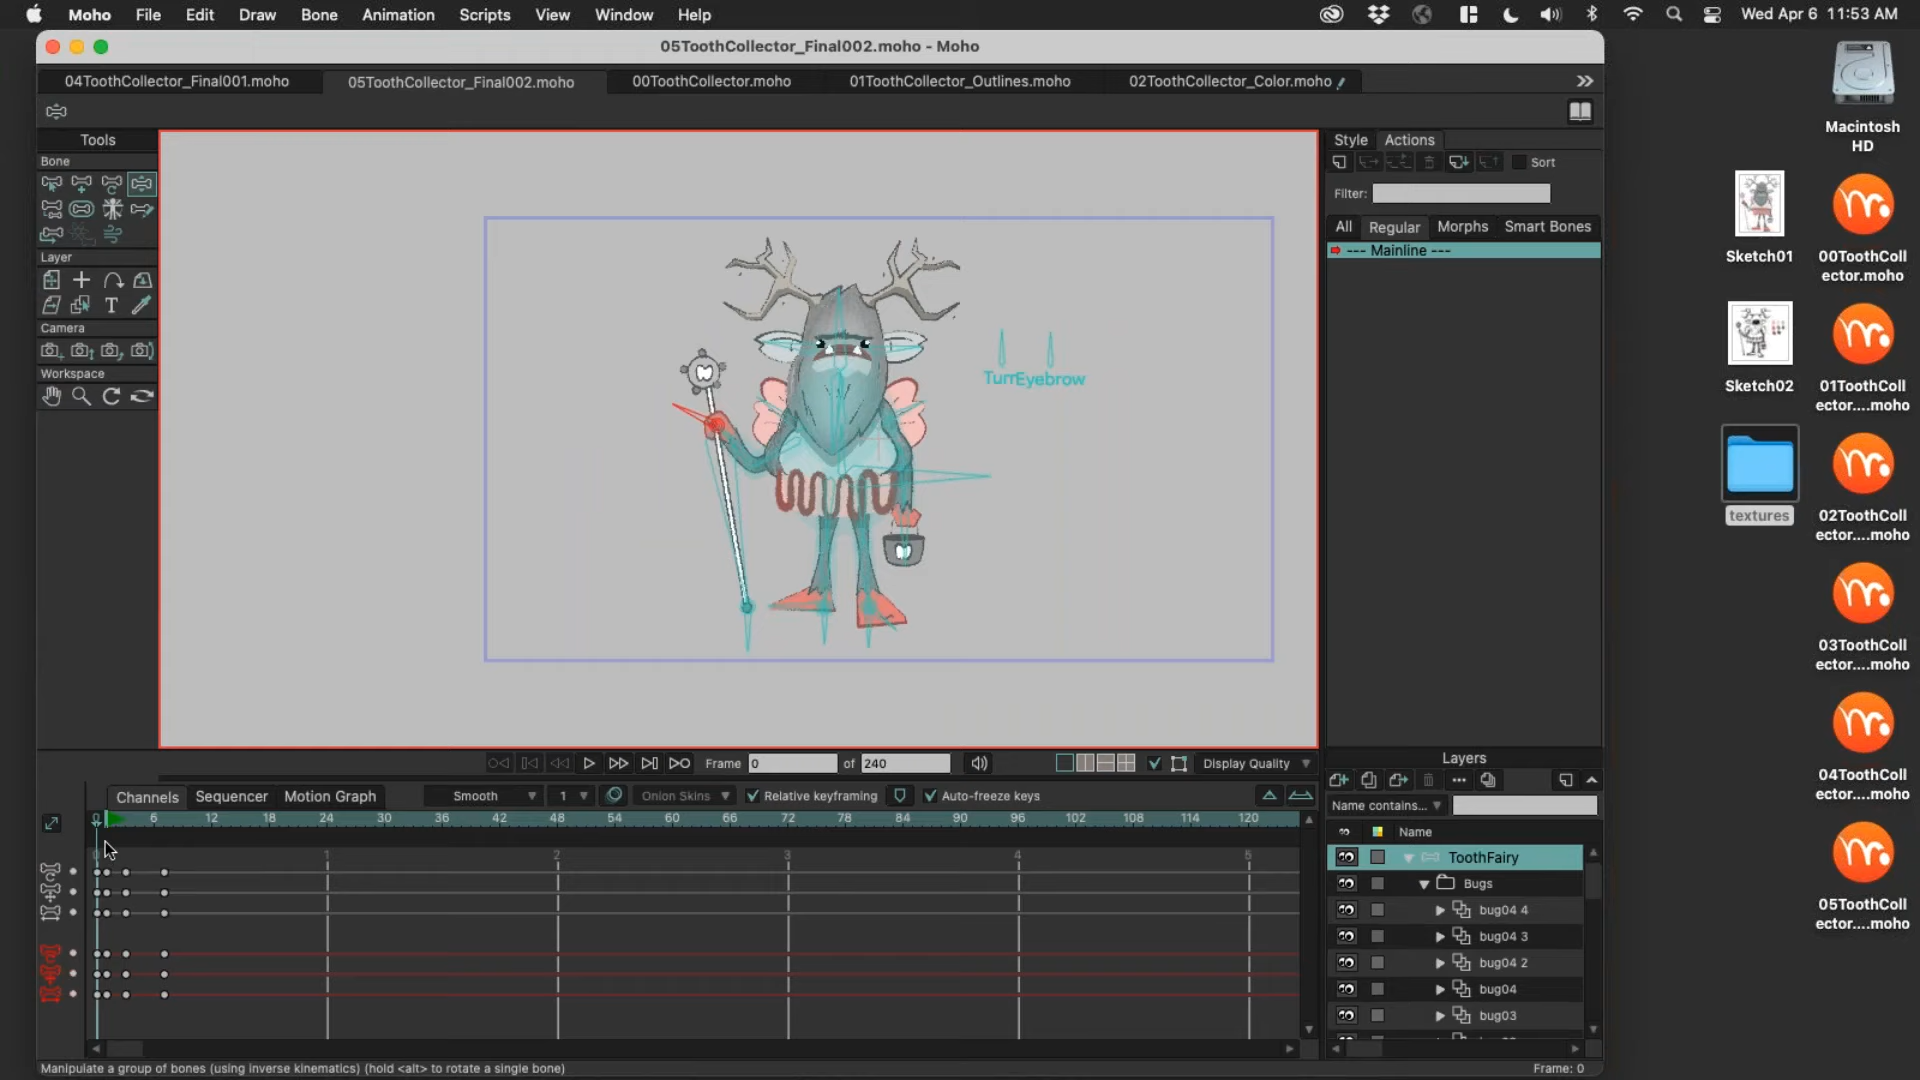 Moho File Edit Draw Bone Animation Scripts View Window Help Wed Apr 6 11:53 AM
05ToothCollector_Final002.moho - Moho
04ToothCollector_Final001.moho 05ToothCollector_Final002.moho 00ToothCollector.moho 01ToothCollector_Outlines.moho 02ToothCollector_Color.moho
Tools
Bone
Layer
Camera
Workspace
Style Actions
Sort
Filter:
All Regular Morphs Smart Bones
--- Mainline ---
Eyebrow
Macintosh
HD
Sketch01
00ToothColl
ector.moho
Sketch02
01ToothColl
ector....moho
textures
02ToothColl
ector....moho
03ToothColl
ector....moho
04ToothColl
ector....moho
05ToothColl
ector....moho
Frame 0 of 240 Display Quality
Channels Sequencer Motion Graph Smooth 1 Onion Skins Relative keyframing Auto-freeze keys
0 6 12 18 24 30 36 42 48 54 60 66 72 78 84 90 96 102 108 114 120
0 1 2 3 4 5
Layers
Name contains...
Name
ToothFairy
Bugs
bug04 4
bug04 3
bug04 2
bug04
bug03
Manipulate a group of bones (using inverse kinematics) (hold <alt> to rotate a single bone) Frame: 0